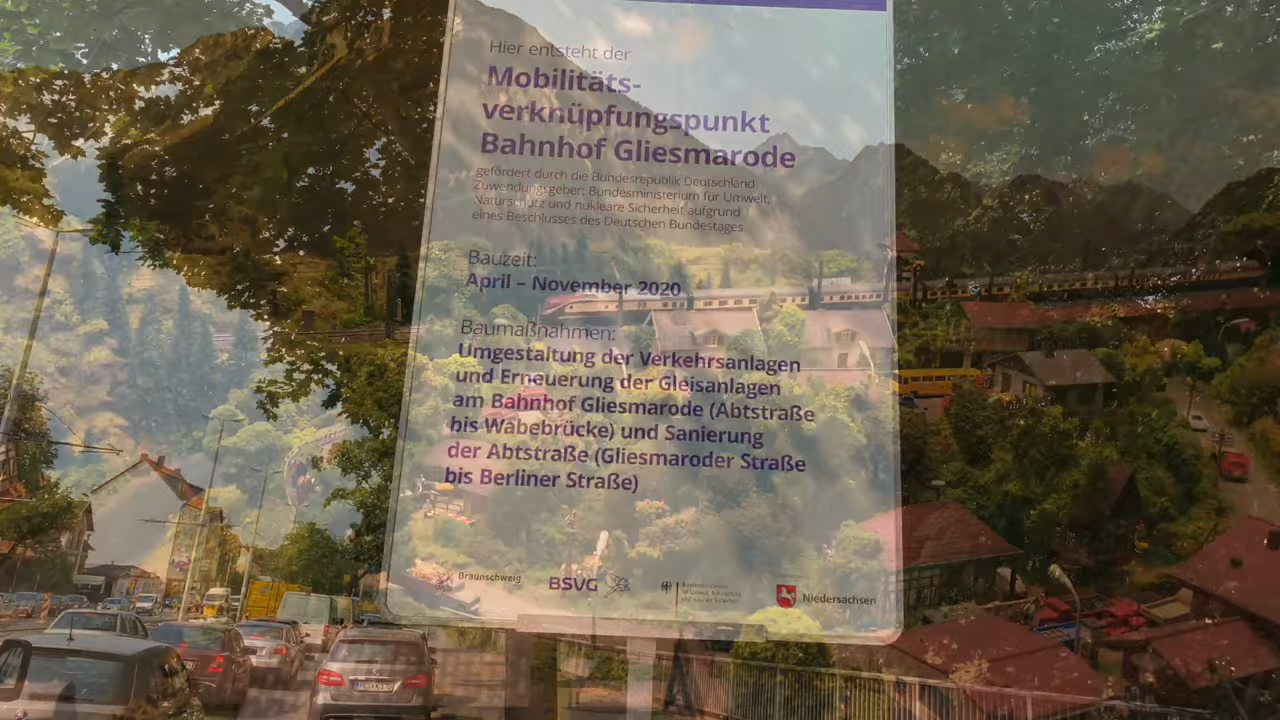 Hier entsteht der
Mobilitäts-
verknüpfungspunkt
Bahnhof Gliesmarode
gefördert durch die Bundesrepublik Deutschland
Zuwendungsgeber: Bundesministerium für Umwelt,
Naturschutz und nukleare Sicherheit aufgrund
eines Beschlusses des Deutschen Bundestages
Bauzeit:
April – November 2020
Baumaßnahmen:
Umgestaltung der Verkehrsanlagen
und Erneuerung der Gleisanlagen
am Bahnhof Gliesmarode (Abtstraße
bis Wabebrücke) und Sanierung
der Abtstraße (Gliesmaroder Straße
bis Berliner Straße)
Braunschweig
BSVG
Niedersachsen